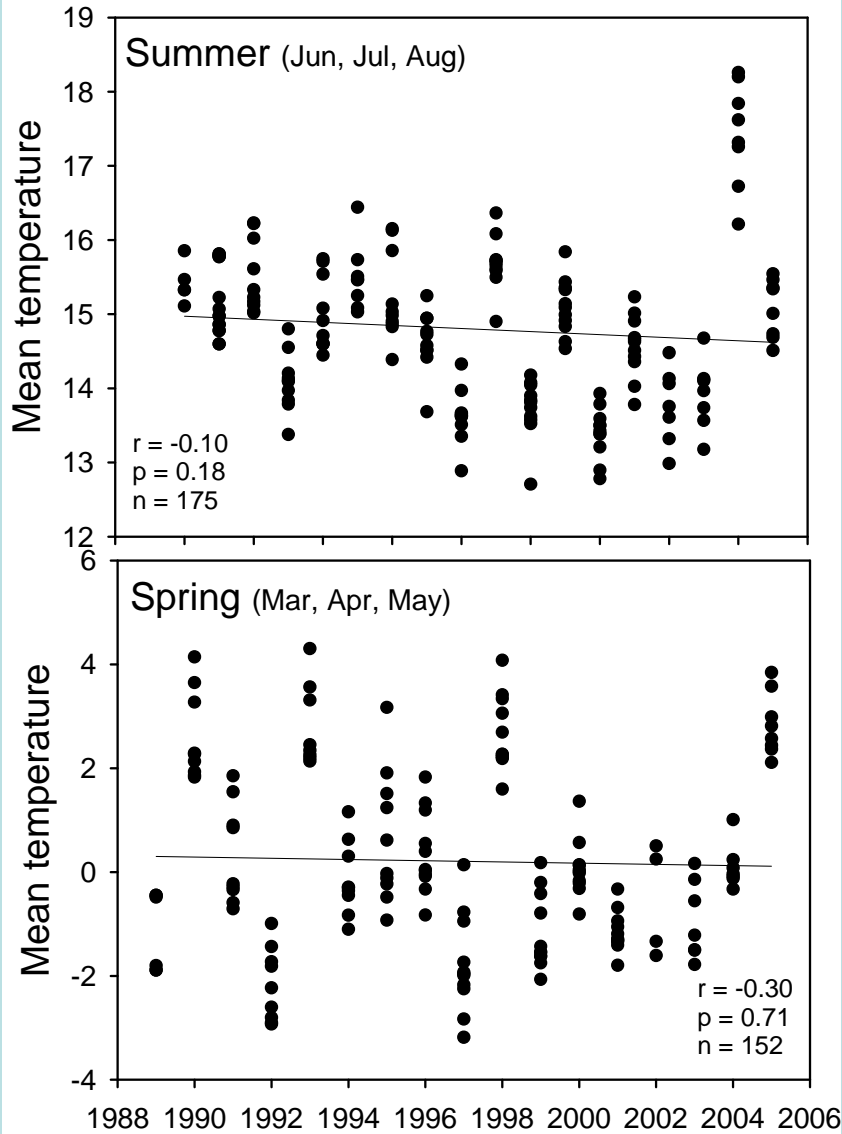 19
Summer (Jun, Jul, Aug)
18
17
16
15
14
13
12
Mean temperature
r = -0.10
p = 0.18
n = 175
6
Spring (Mar, Apr, May)
4
2
0
-2
-4
Mean temperature
r = -0.30
p = 0.71
n = 152
1988 1990 1992 1994 1996 1998 2000 2002 2004 2006